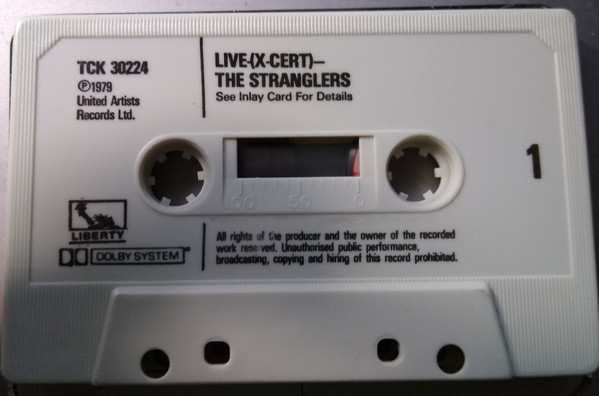 TCK 30224
℗1979
United Artists
Records Ltd.
LIVE-(X-CERT)—
THE STRANGLERS
See Inlay Card For Details
1
100 50 0
LIBERTY
DOLBY SYSTEM
All rights of the producer and the owner of the recorded
work reserved. Unauthorised public performance,
broadcasting, copying and hiring of this record prohibited.